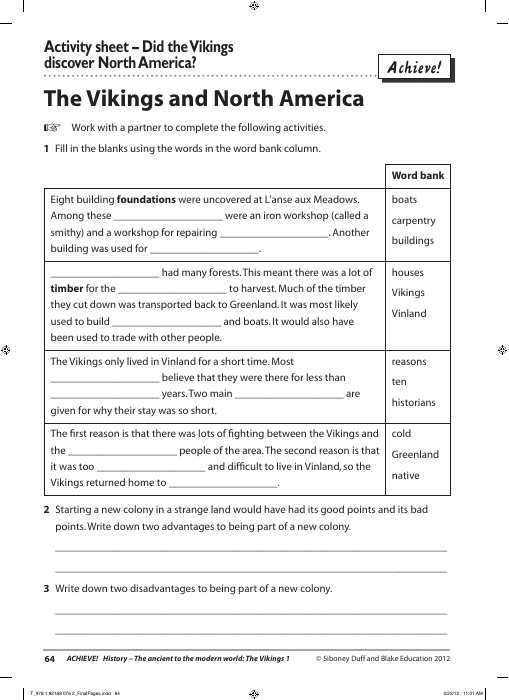 Activity sheet – Did the Vikings
discover North America?
Achieve!
The Vikings and North America
Work with a partner to complete the following activities.
1 Fill in the blanks using the words in the word bank column.
Word bank
Eight building foundations were uncovered at L'anse aux Meadows.
Among these ____________________ were an iron workshop (called a
smithy) and a workshop for repairing ____________________. Another
building was used for ____________________.
boats
carpentry
buildings
____________________ had many forests. This meant there was a lot of
timber for the ____________________ to harvest. Much of the timber
they cut down was transported back to Greenland. It was most likely
used to build ____________________ and boats. It would also have
been used to trade with other people.
houses
Vikings
Vinland
The Vikings only lived in Vinland for a short time. Most
____________________ believe that they were there for less than
____________________ years. Two main ____________________ are
given for why their stay was so short.
reasons
ten
historians
The first reason is that there was lots of fighting between the Vikings and
the ____________________ people of the area. The second reason is that
it was too ____________________ and difficult to live in Vinland, so the
Vikings returned home to ____________________.
cold
Greenland
native
2 Starting a new colony in a strange land would have had its good points and its bad
points. Write down two advantages to being part of a new colony.
3 Write down two disadvantages to being part of a new colony.
64 ACHIEVE! History – The ancient to the modern world: The Vikings 1 © Siboney Duff and Blake Education 2012